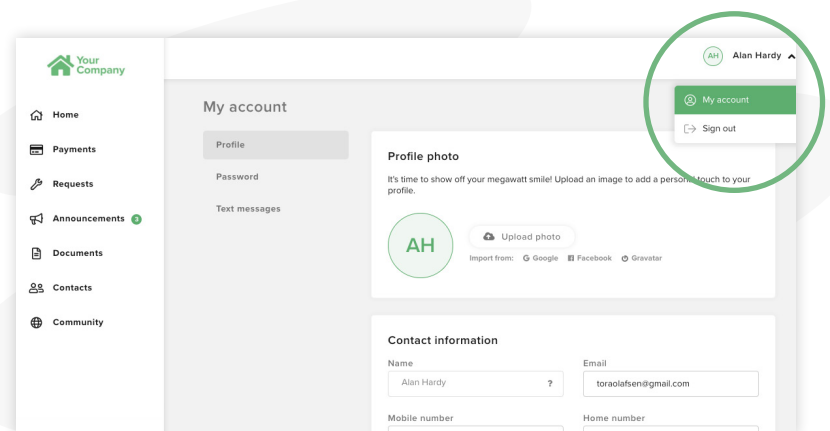 Your
Company
AH Alan Hardy
My account
Sign out
Home
Payments
Requests
Announcements 3
Documents
Contacts
Community
My account
Profile
Password
Text messages
Profile photo
It's time to show off your megawatt smile! Upload an image to add a personal touch to your
profile.
AH
Upload photo
Import from: G Google Facebook Gravatar
Contact information
Name
Alan Hardy ?
Email
toraolafsen@gmail.com
Mobile number
Home number